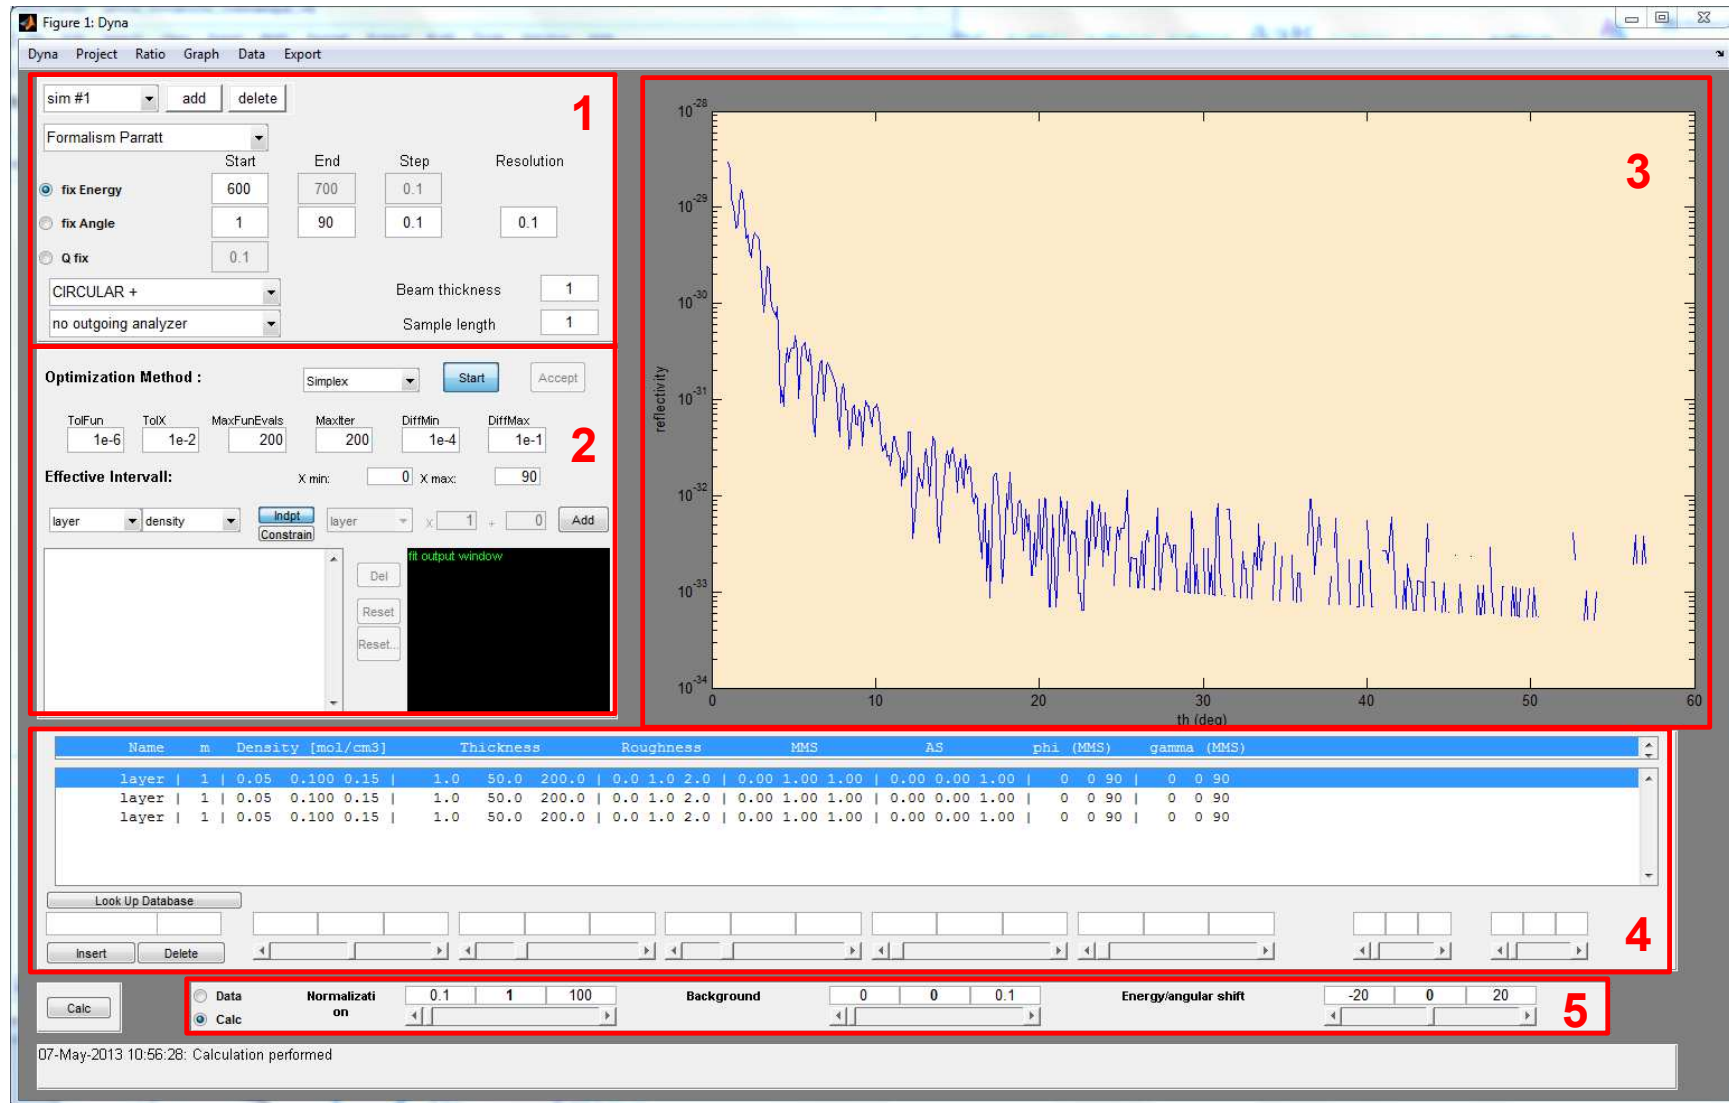 Figure 1: Dyna
Dyna Project Ratio Graph Data Export
sim #1 add delete
1
Formalism Parratt
Start End Step Resolution
fix Energy 600 700 0.1
fix Angle 1 90 0.1 0.1
Q fix 0.1
CIRCULAR + Beam thickness 1
no outgoing analyzer Sample length 1
Optimization Method : Simplex Start Accept
TolFun TolX MaxFunEvals MaxIter DiffMin DiffMax
1e-6 1e-2 200 200 1e-4 1e-1
2
Effective Intervall: X min: 0 X max: 90
layer density Indpt layer x 1 + 0 Add
Constrain
fit output window
Del
Reset
Reset...
3
10^-28
10^-29
10^-30
10^-31
10^-32
10^-33
10^-34
reflectivity
0 10 20 30 40 50 60
th (deg)
Name m Density [mol/cm3] Thickness Roughness MMS AS phi (MMS) gamma (MMS)
layer | 1 | 0.05 0.100 0.15 | 1.0 50.0 200.0 | 0.0 1.0 2.0 | 0.00 1.00 1.00 | 0.00 0.00 1.00 | 0 0 90 | 0 0 90
layer | 1 | 0.05 0.100 0.15 | 1.0 50.0 200.0 | 0.0 1.0 2.0 | 0.00 1.00 1.00 | 0.00 0.00 1.00 | 0 0 90 | 0 0 90
layer | 1 | 0.05 0.100 0.15 | 1.0 50.0 200.0 | 0.0 1.0 2.0 | 0.00 1.00 1.00 | 0.00 0.00 1.00 | 0 0 90 | 0 0 90
Look Up Database
4
Insert Delete
Calc
Data
Calc
Normalizati
on
0.1 1 100
Background 0 0 0.1
Energy/angular shift -20 0 20
5
07-May-2013 10:56:28: Calculation performed